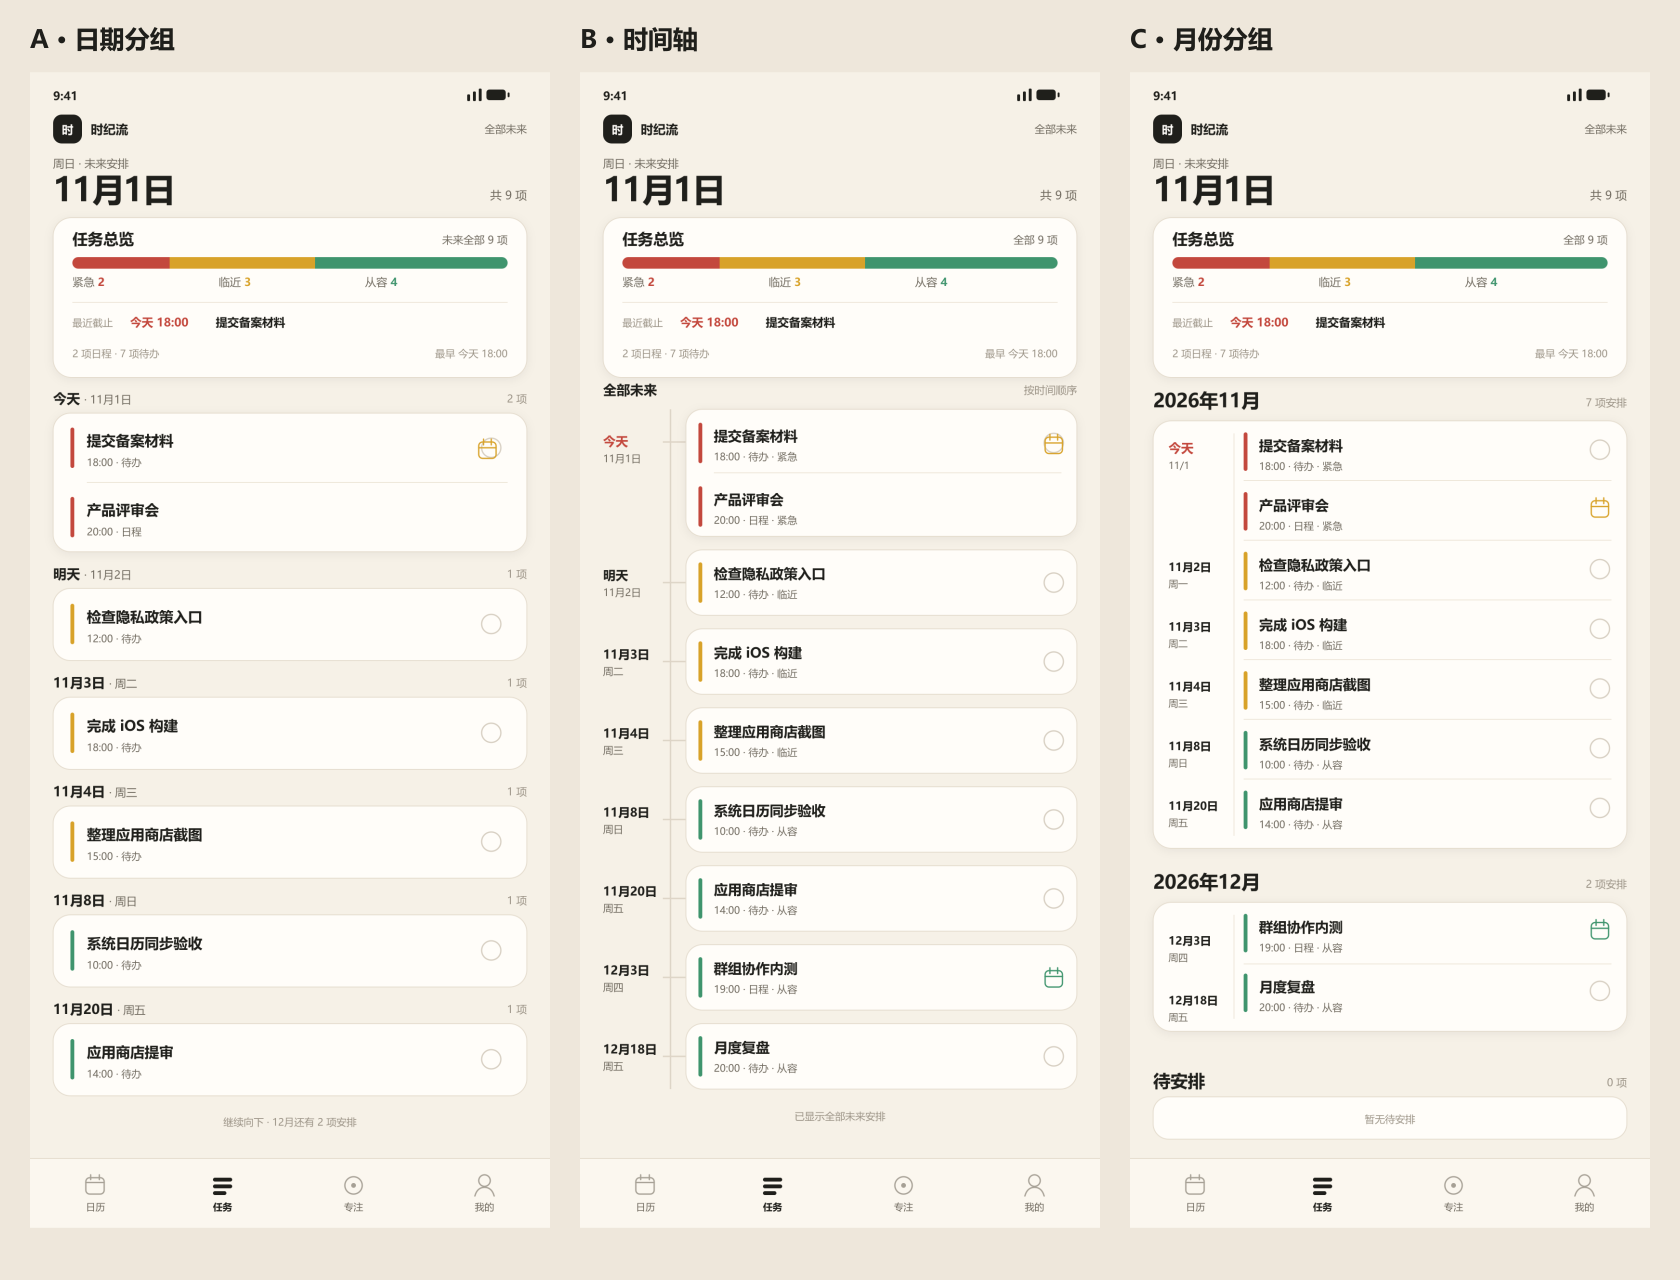 A • 日期分组
9:41
时
时纪流
全部未来
周日 · 未来安排
11月1日
共 9 项
任务总览
未来全部 9 项
紧急 2
临近 3
从容 4
最近截止
今天 18:00
提交备案材料
2 项日程 · 7 项待办
最早 今天 18:00
今天 · 11月1日
2 项
提交备案材料
18:00 · 待办
产品评审会
20:00 · 日程
明天 · 11月2日
1 项
检查隐私政策入口
12:00 · 待办
11月3日 · 周二
1 项
完成 iOS 构建
18:00 · 待办
11月4日 · 周三
1 项
整理应用商店截图
15:00 · 待办
11月8日 · 周日
1 项
系统日历同步验收
10:00 · 待办
11月20日 · 周五
1 项
应用商店提审
14:00 · 待办
继续向下 · 12月还有 2 项安排
日历
任务
专注
我的
B • 时间轴
9:41
时
时纪流
全部未来
周日 · 未来安排
11月1日
共 9 项
任务总览
全部 9 项
紧急 2
临近 3
从容 4
最近截止
今天 18:00
提交备案材料
2 项日程 · 7 项待办
最早 今天 18:00
全部未来
按时间顺序
今天
11月1日
提交备案材料
18:00 · 待办 · 紧急
产品评审会
20:00 · 日程 · 紧急
明天
11月2日
检查隐私政策入口
12:00 · 待办 · 临近
11月3日
周二
完成 iOS 构建
18:00 · 待办 · 临近
11月4日
周三
整理应用商店截图
15:00 · 待办 · 临近
11月8日
周日
系统日历同步验收
10:00 · 待办 · 从容
11月20日
周五
应用商店提审
14:00 · 待办 · 从容
12月3日
周四
群组协作内测
19:00 · 日程 · 从容
12月18日
周五
月度复盘
20:00 · 待办 · 从容
已显示全部未来安排
日历
任务
专注
我的
C • 月份分组
9:41
时
时纪流
全部未来
周日 · 未来安排
11月1日
共 9 项
任务总览
全部 9 项
紧急 2
临近 3
从容 4
最近截止
今天 18:00
提交备案材料
2 项日程 · 7 项待办
最早 今天 18:00
2026年11月
7 项安排
今天
11/1
提交备案材料
18:00 · 待办 · 紧急
产品评审会
20:00 · 日程 · 紧急
11月2日
周一
检查隐私政策入口
12:00 · 待办 · 临近
11月3日
周二
完成 iOS 构建
18:00 · 待办 · 临近
11月4日
周三
整理应用商店截图
15:00 · 待办 · 临近
11月8日
周日
系统日历同步验收
10:00 · 待办 · 从容
11月20日
周五
应用商店提审
14:00 · 待办 · 从容
2026年12月
2 项安排
12月3日
周四
群组协作内测
19:00 · 日程 · 从容
12月18日
周五
月度复盘
20:00 · 待办 · 从容
待安排
0 项
暂无待安排
日历
任务
专注
我的